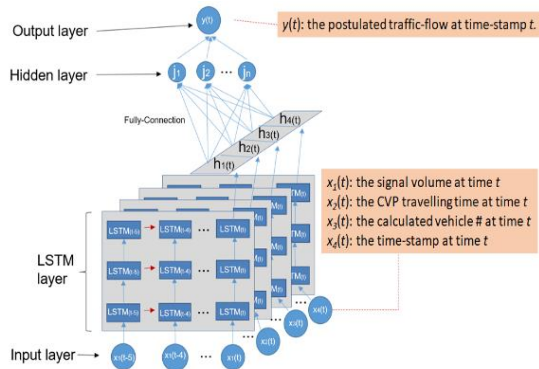 Output layer
y(t)
y(t): the postulated traffic-flow at time-stamp t.
Hidden layer
j1
j2
...
jn
Fully-Connection
h4(t)
h3(t)
h2(t)
h1(t)
x1(t): the signal volume at time t
x2(t): the CVP travelling time at time t
x3(t): the calculated vehicle # at time t
x4(t): the time-stamp at time t
LSTM layer
LSTM(t-5) LSTM(t-4) ... LSTM(t)
LSTM(t-5) LSTM(t-4) ... LSTM(t)
LSTM(t-5) LSTM(t-4) ... LSTM(t)
Input layer
x1(t-5) x1(t-4) ... x1(t)
... x2(t)
... x3(t)
... x4(t)